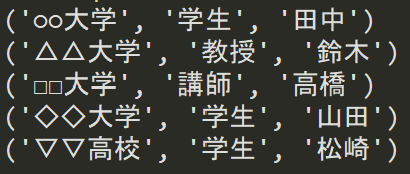 ('○○大学', '学生', '田中')
('△△大学', '教授', '鈴木')
('□□大学', '講師', '高橋')
('◇◇大学', '学生', '山田')
('▽▽高校', '学生', '松崎')